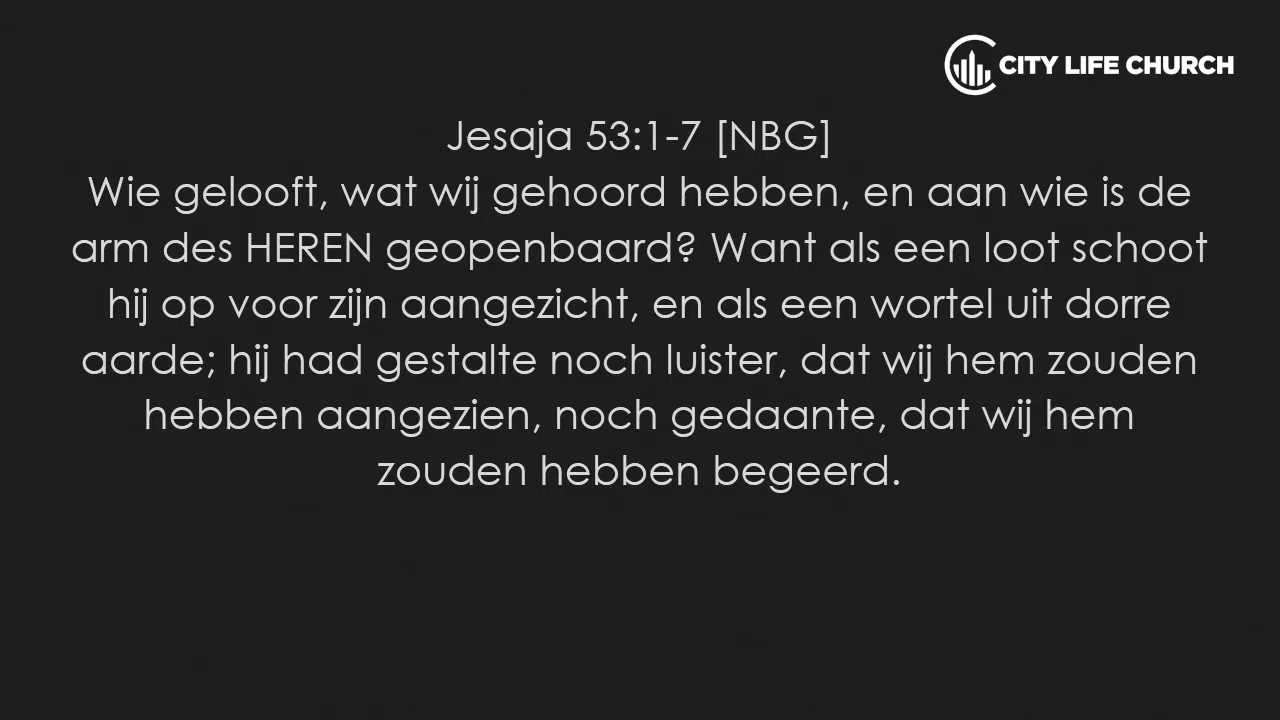 CITY LIFE CHURCH
Jesaja 53:1-7 [NBG]
Wie gelooft, wat wij gehoord hebben, en aan wie is de
arm des HEREN geopenbaard? Want als een loot schoot
hij op voor zijn aangezicht, en als een wortel uit dorre
aarde; hij had gestalte noch luister, dat wij hem zouden
hebben aangezien, noch gedaante, dat wij hem
zouden hebben begeerd.